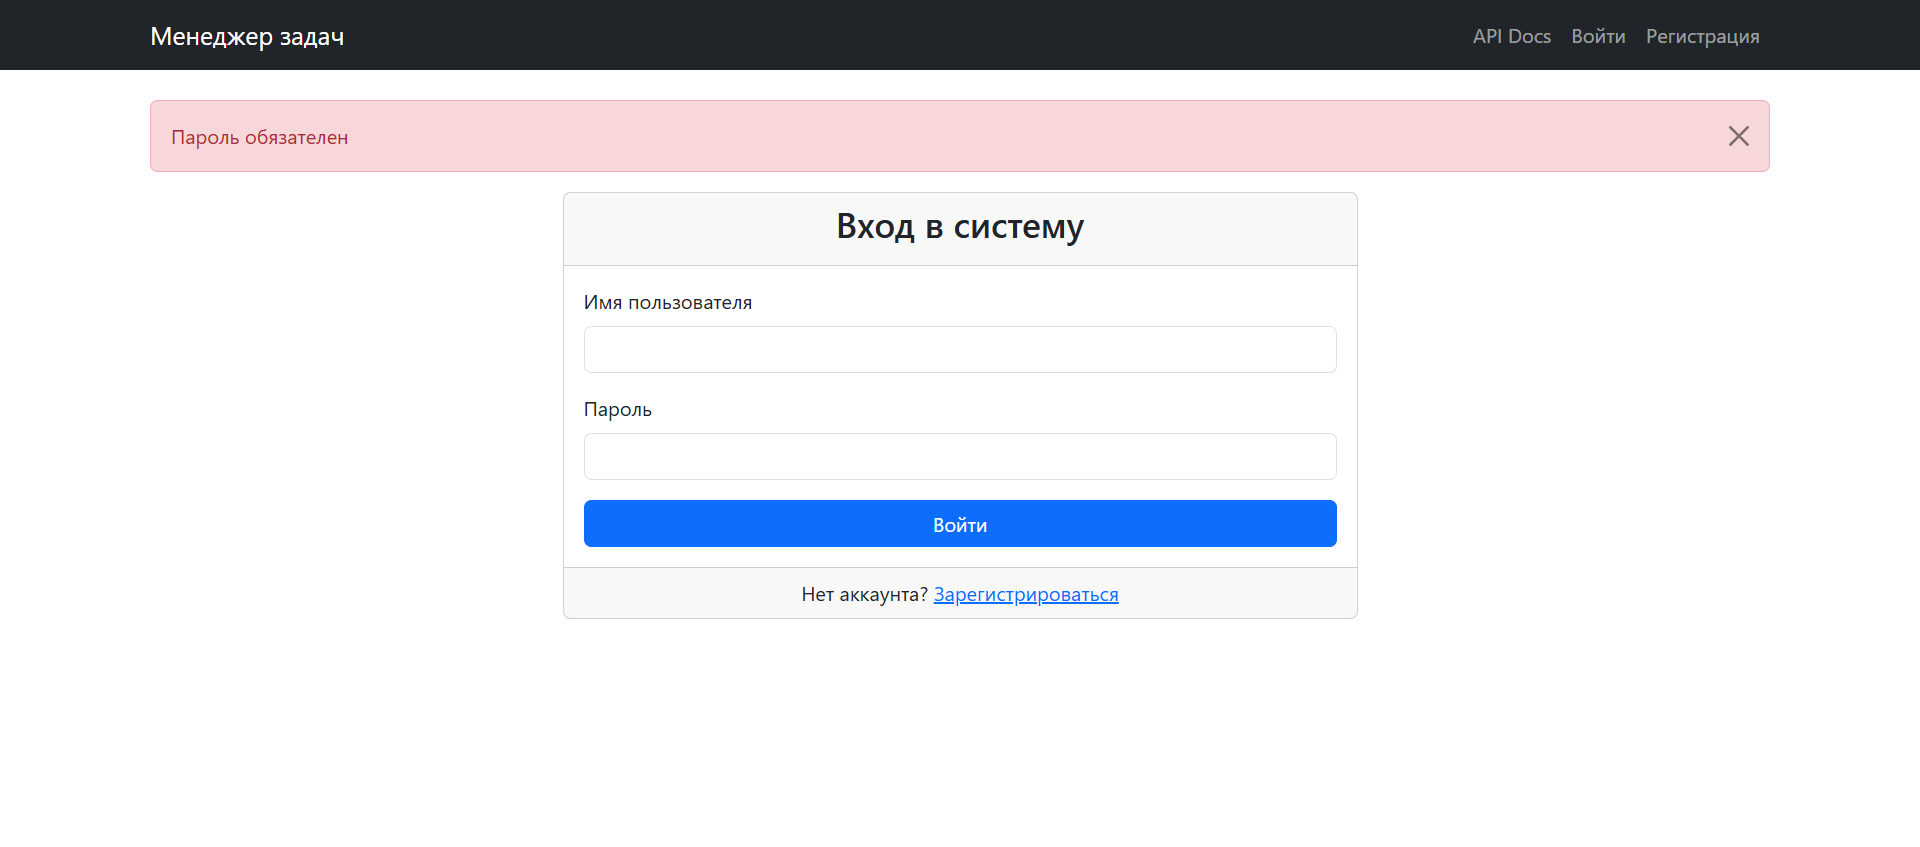 Менеджер задач
API Docs Войти Регистрация
Пароль обязателен
Вход в систему
Имя пользователя
Пароль
Войти
Нет аккаунта? Зарегистрироваться